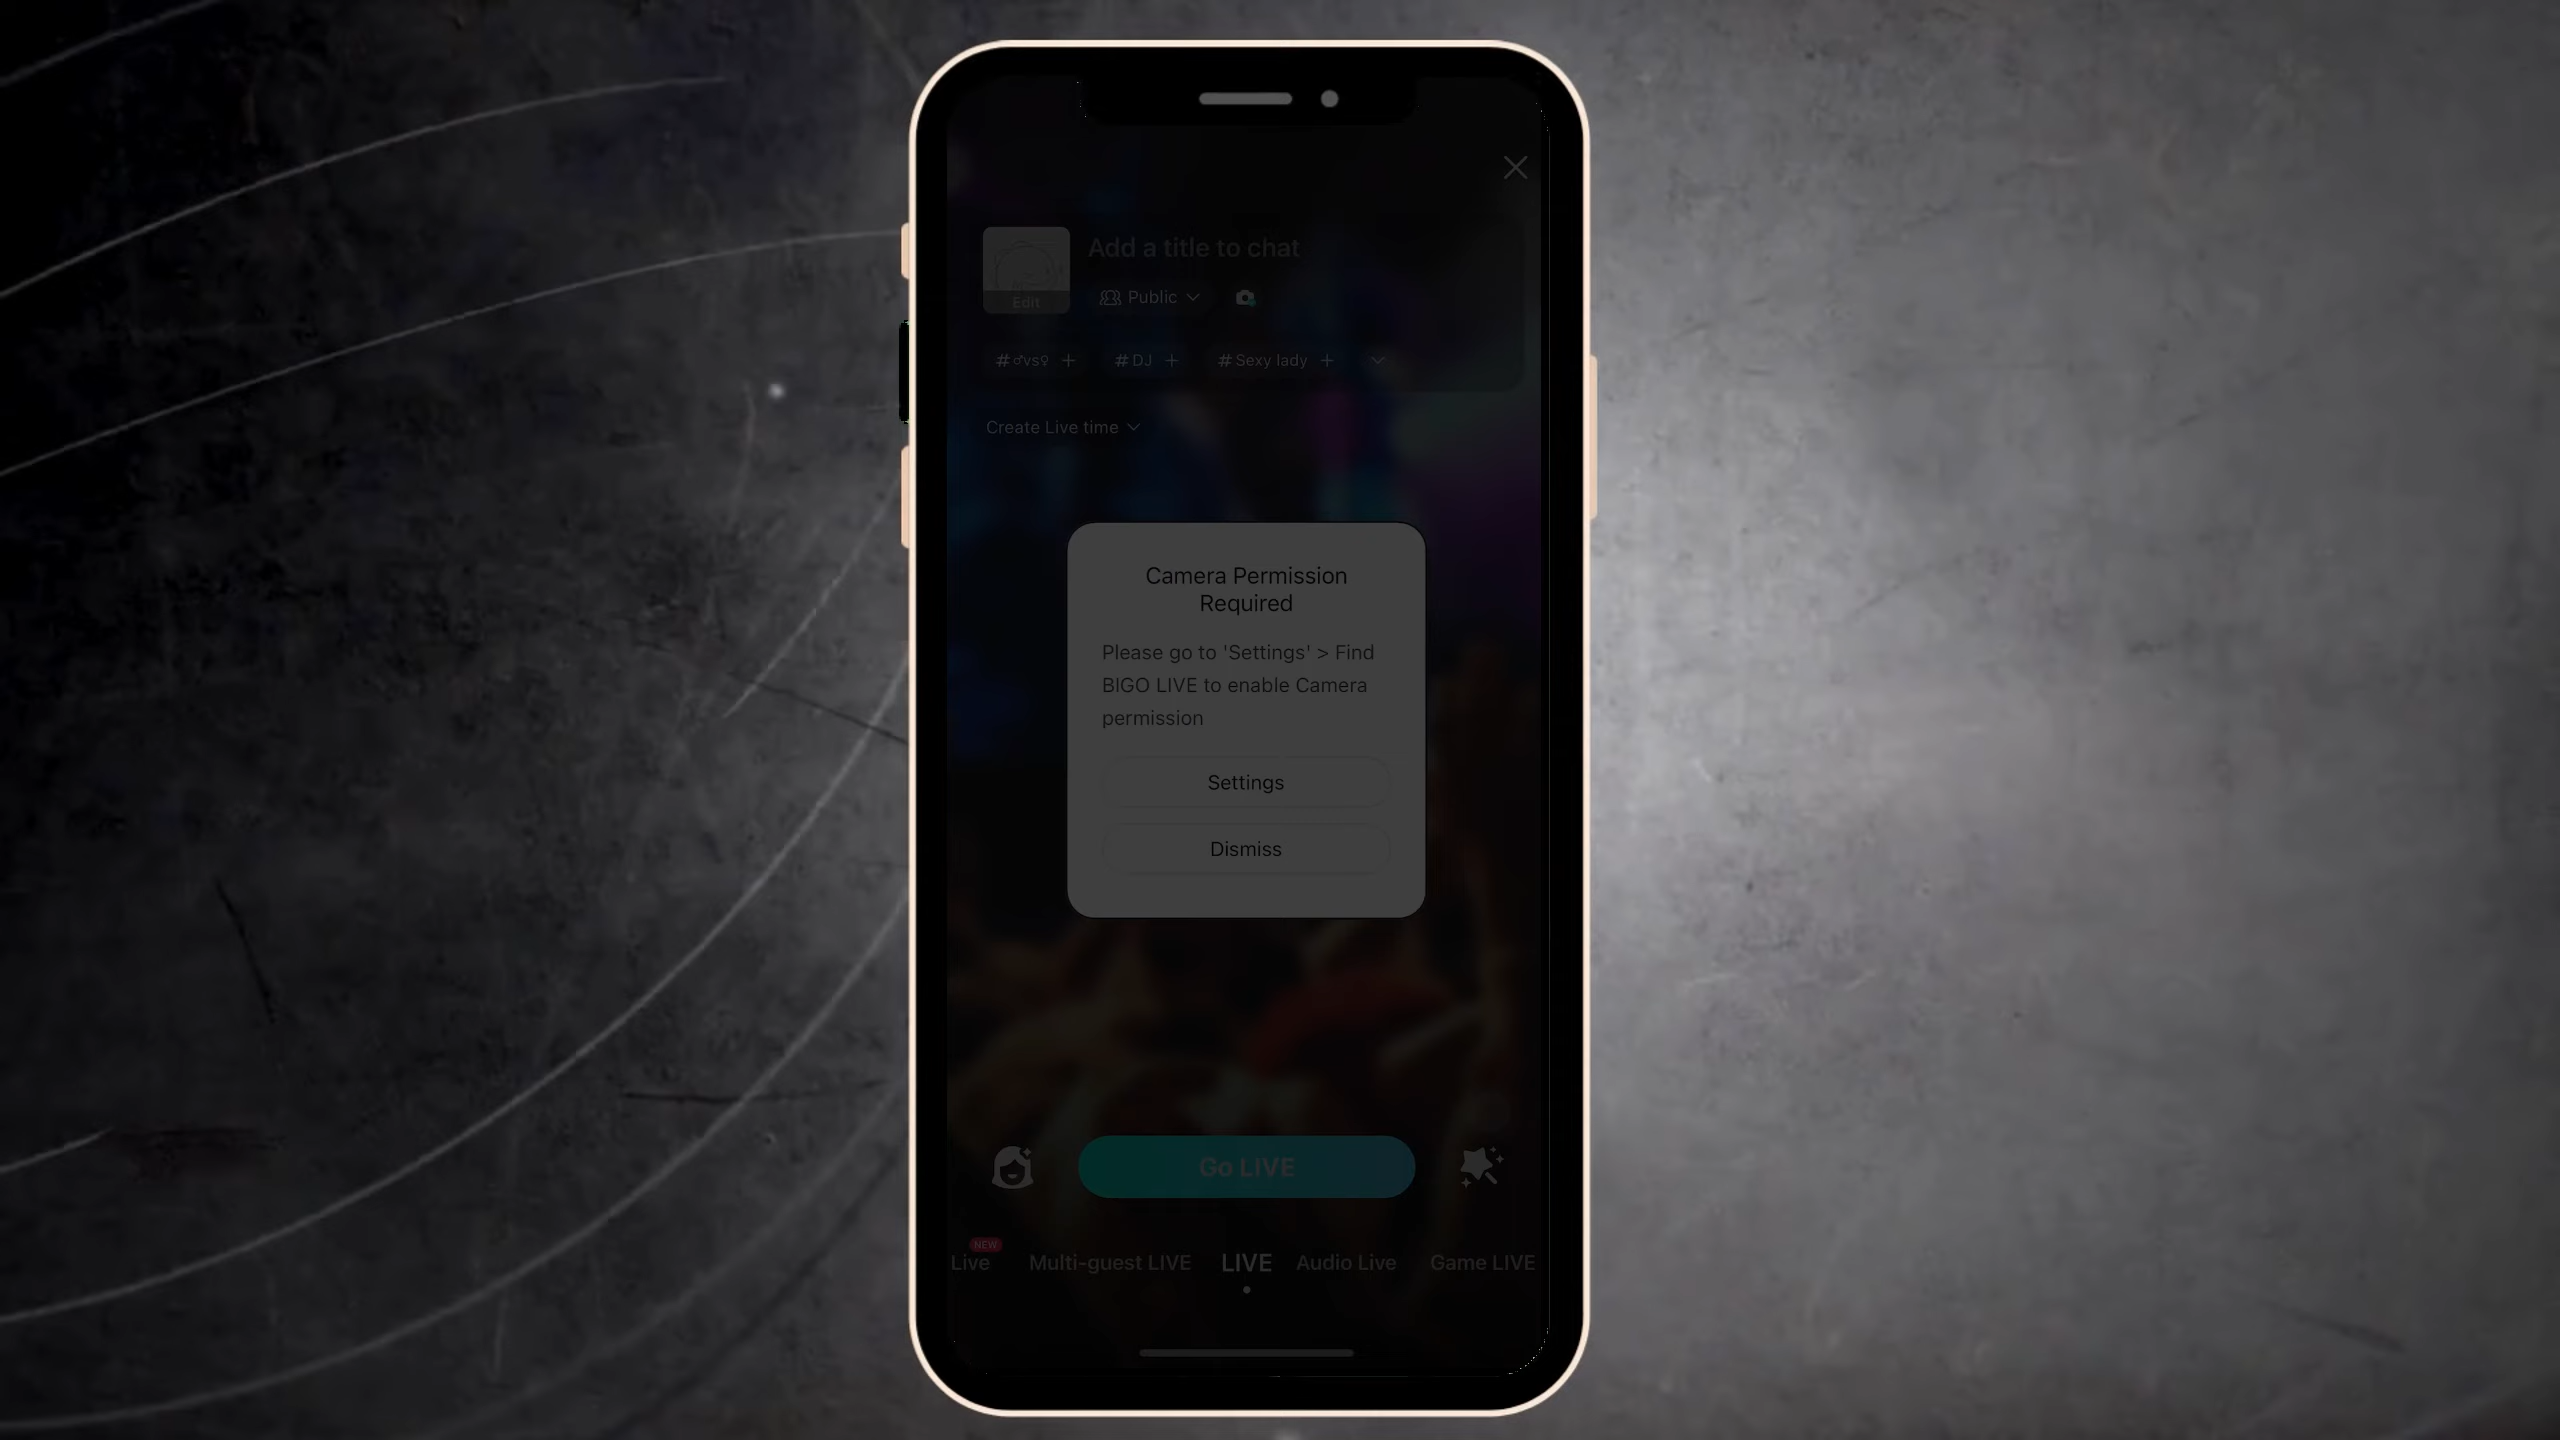 Add a title to chat
Edit
Public
#♂vs♀ +
#DJ +
#Sexy lady +
Create Live time
Camera Permission
Required
Please go to 'Settings' > Find
BIGO LIVE to enable Camera
permission
Settings
Dismiss
Go LIVE
NEW
Live
Multi-guest LIVE
LIVE
Audio Live
Game LIVE